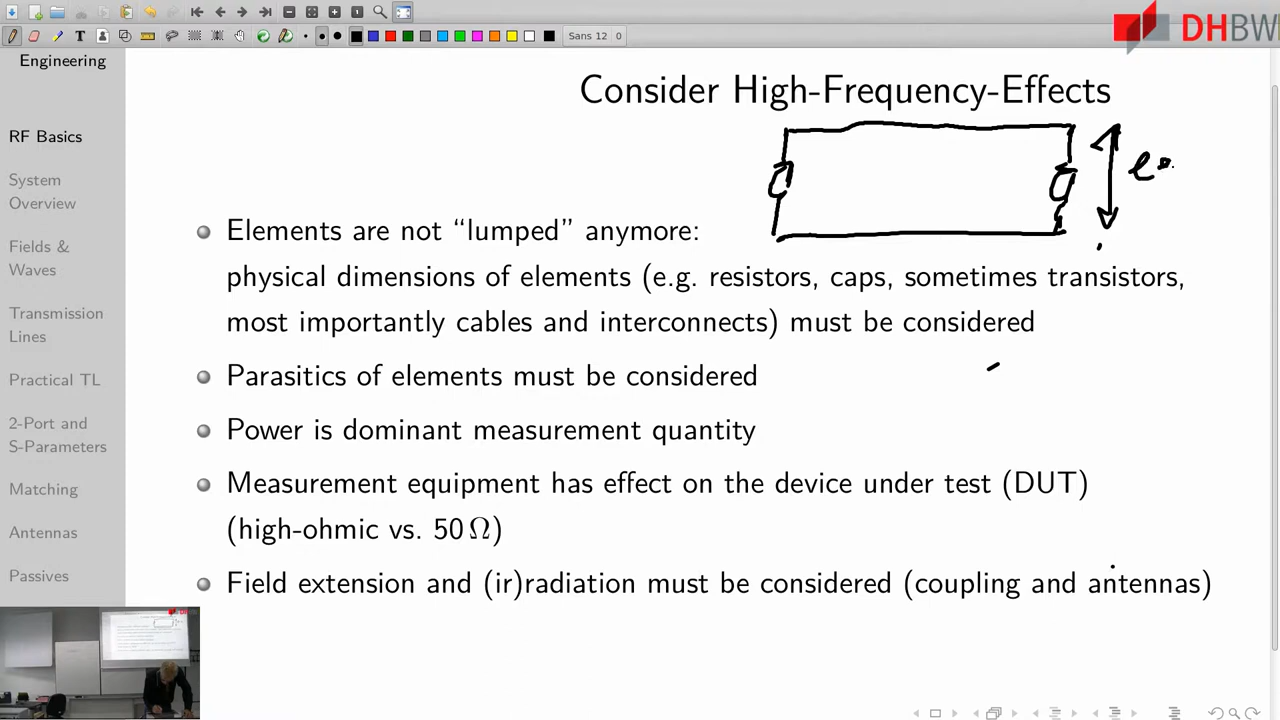 Sans 12 0
DHBW
Engineering
RF Basics
System
Overview
Fields &
Waves
Transmission
Lines
Practical TL
2-Port and
S-Parameters
Matching
Antennas
Passives
Consider High-Frequency-Effects
Elements are not “lumped” anymore:
physical dimensions of elements (e.g. resistors, caps, sometimes transistors,
most importantly cables and interconnects) must be considered
Parasitics of elements must be considered
Power is dominant measurement quantity
Measurement equipment has effect on the device under test (DUT)
(high-ohmic vs. 50 Ω)
Field extension and (ir)radiation must be considered (coupling and antennas)